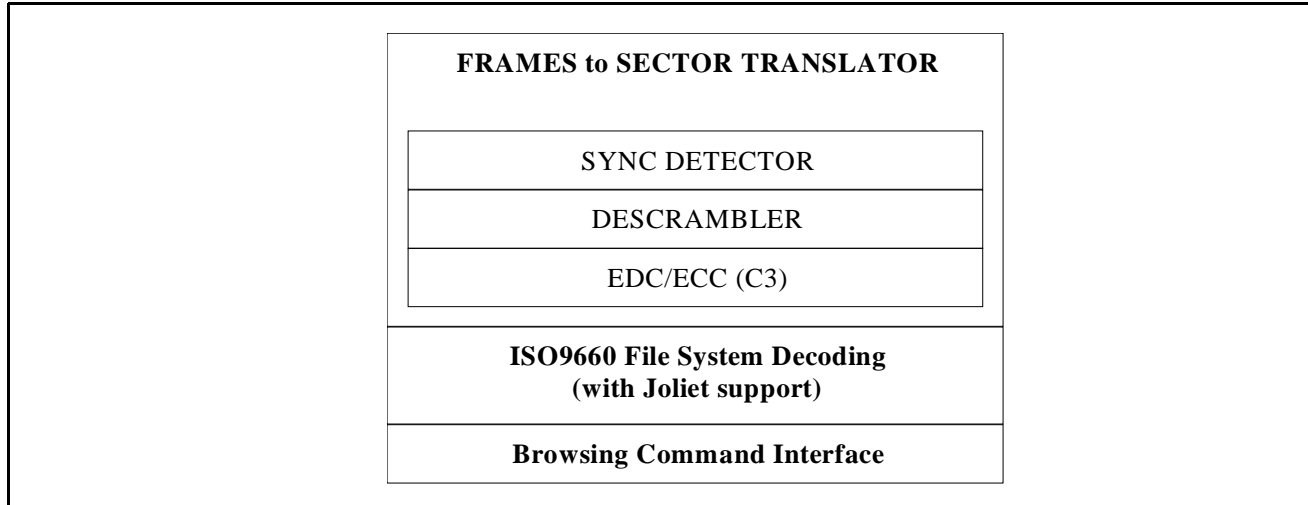 FRAMES to SECTOR TRANSLATOR
SYNC DETECTOR
DESCRAMBLER
EDC/ECC (C3)
ISO9660 File System Decoding
(with Joliet support)
Browsing Command Interface